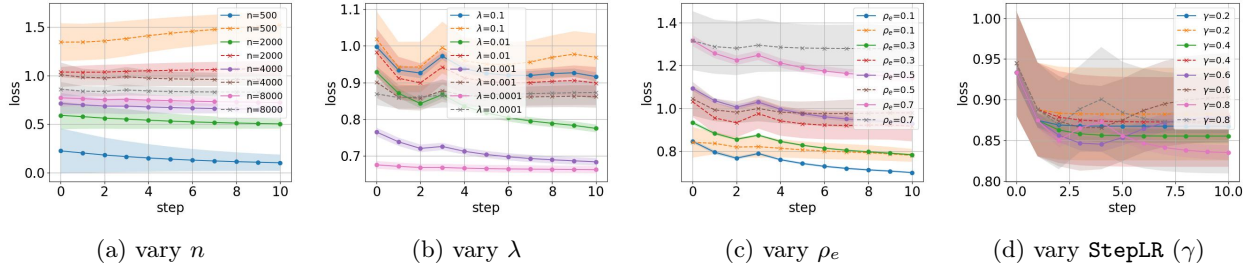 1.5
1.0
0.5
0.0
loss
0 2 4 6 8 10
step
n=500
n=500
n=2000
n=2000
n=4000
n=4000
n=8000
n=8000
(a) vary n
1.1
1.0
0.9
0.8
0.7
loss
0 2 4 6 8 10
step
λ=0.1
λ=0.1
λ=0.01
λ=0.01
λ=0.001
λ=0.001
λ=0.0001
λ=0.0001
(b) vary λ
1.4
1.2
1.0
0.8
loss
0 2 4 6 8 10
step
ρe=0.1
ρe=0.1
ρe=0.3
ρe=0.3
ρe=0.5
ρe=0.5
ρe=0.7
ρe=0.7
(c) vary ρe
1.00
0.95
0.90
0.85
0.80
loss
0.0 2.5 5.0 7.5 10.0
step
γ=0.2
γ=0.2
γ=0.4
γ=0.4
γ=0.6
γ=0.6
γ=0.8
γ=0.8
(d) vary StepLR (γ)